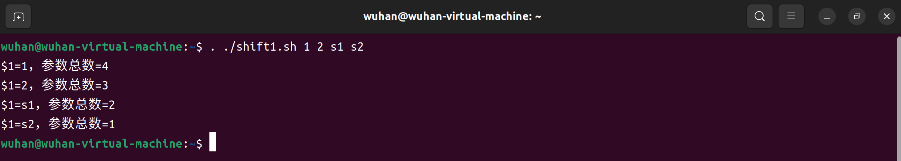 wuhan@wuhan-virtual-machine: ~
wuhan@wuhan-virtual-machine:~$ . ./shift1.sh 1 2 s1 s2
$1=1，参数总数=4
$1=2，参数总数=3
$1=s1，参数总数=2
$1=s2，参数总数=1
wuhan@wuhan-virtual-machine:~$